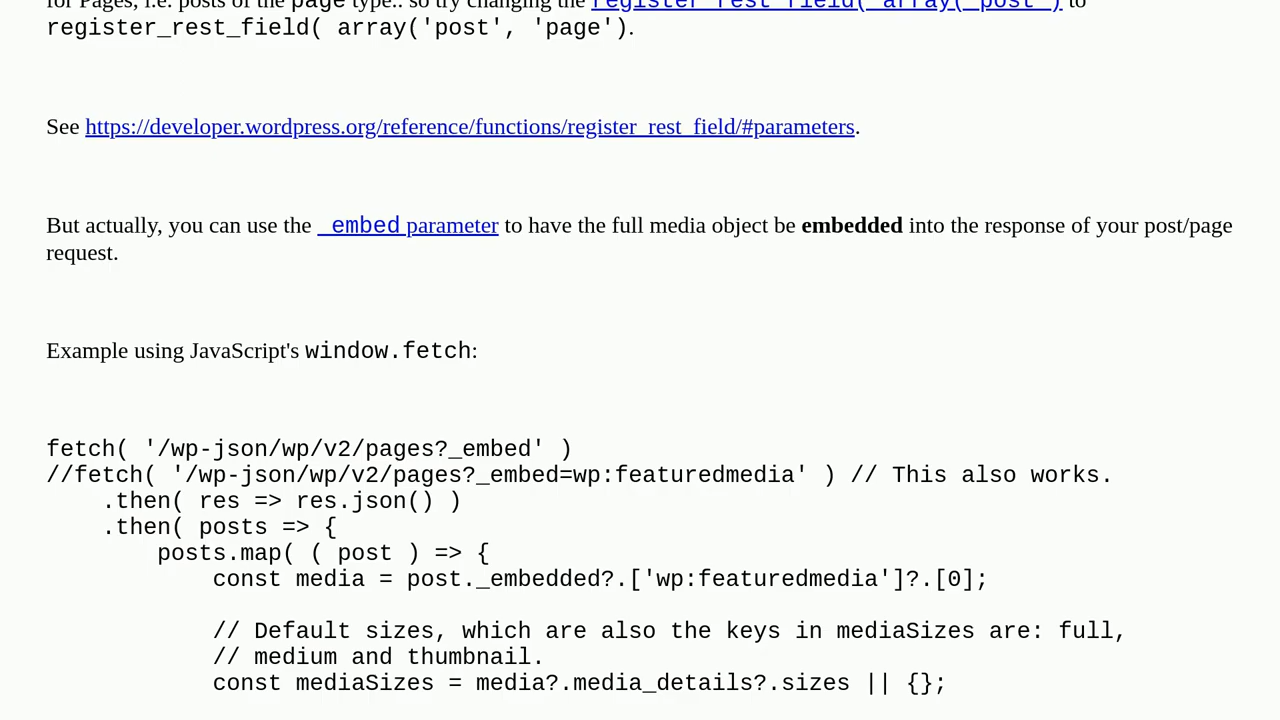 for Pages, i.e. posts of the page type.. so try changing the register_rest_field( array('post') to
register_rest_field( array('post', 'page').
See https://developer.wordpress.org/reference/functions/register_rest_field/#parameters.
But actually, you can use the _embed parameter to have the full media object be embedded into the response of your post/page
request.
Example using JavaScript's window.fetch:
fetch( '/wp-json/wp/v2/pages?_embed' )
//fetch( '/wp-json/wp/v2/pages?_embed=wp:featuredmedia' ) // This also works.
    .then( res => res.json() )
    .then( posts => {
        posts.map( ( post ) => {
            const media = post._embedded?.['wp:featuredmedia']?.[0];
            // Default sizes, which are also the keys in mediaSizes are: full,
            // medium and thumbnail.
            const mediaSizes = media?.media_details?.sizes || {};